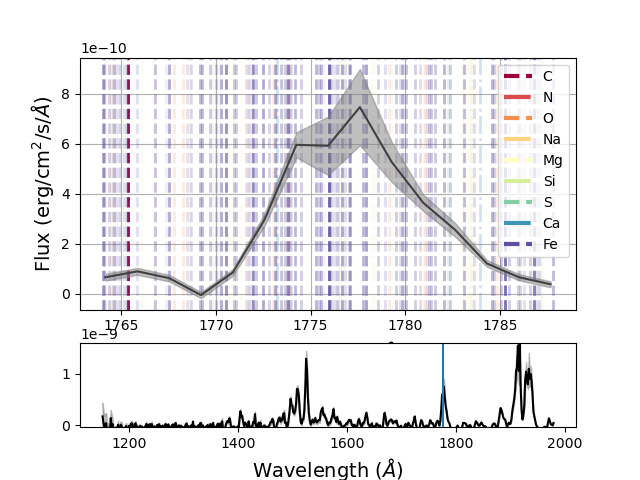 1e−10
Flux (erg/cm²/s/Å)
8
6
4
2
0
C
N
O
Na
Mg
Si
S
Ca
Fe
1765 1770 1775 1780 1785
1e−9
1
0
1200 1400 1600 1800 2000
Wavelength (Å)